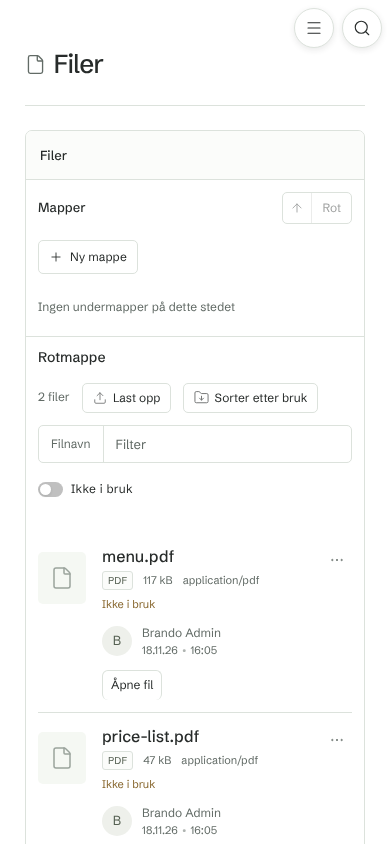 Filer
Filer
Mapper
Rot
Ny mappe
Ingen undermapper på dette stedet
Rotmappe
2 filer
Last opp
Sorter etter bruk
Filnavn
Filter
Ikke i bruk
menu.pdf
PDF 117 kB application/pdf
Ikke i bruk
B
Brando Admin
18.11.26 • 16:05
Åpne fil
price-list.pdf
PDF 47 kB application/pdf
Ikke i bruk
B
Brando Admin
18.11.26 • 16:05